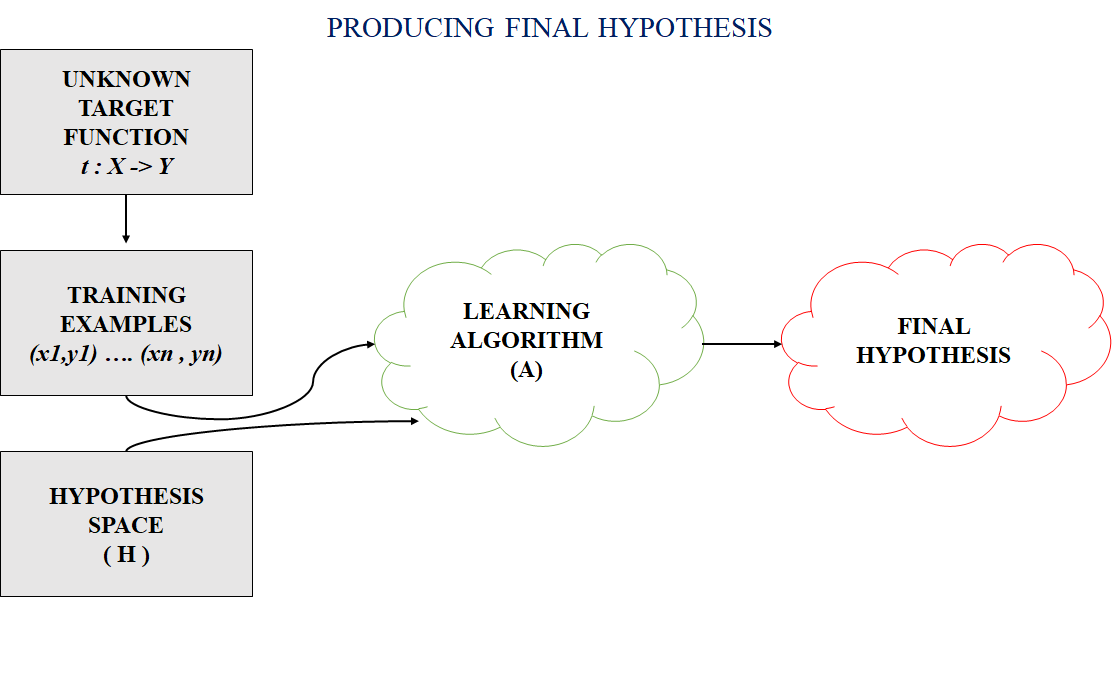 PRODUCING FINAL HYPOTHESIS
UNKNOWN
TARGET
FUNCTION
t : X -> Y
TRAINING
EXAMPLES
(x1,y1) …. (xn , yn)
HYPOTHESIS
SPACE
( H )
LEARNING
ALGORITHM
(A)
FINAL
HYPOTHESIS